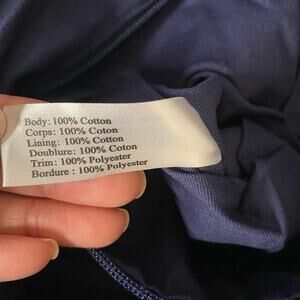 Body: 100% Cotton
Corps: 100% Coton
Lining: 100% Cotton
Doublure: 100% Coton
Trim: 100% Polyester
Bordure : 100% Polyester